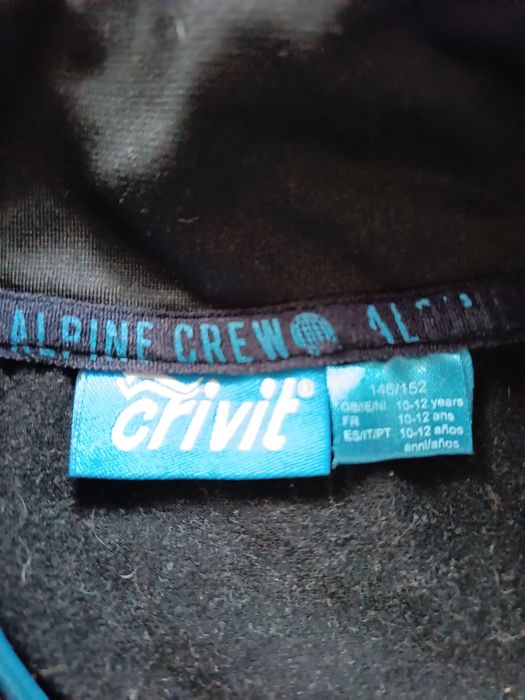 ALPINE CREW
crivit®
146/152
GB/IE/NI 10-12 years
FR 10-12 ans
ES/IT/PT 10-12 años
anni/años